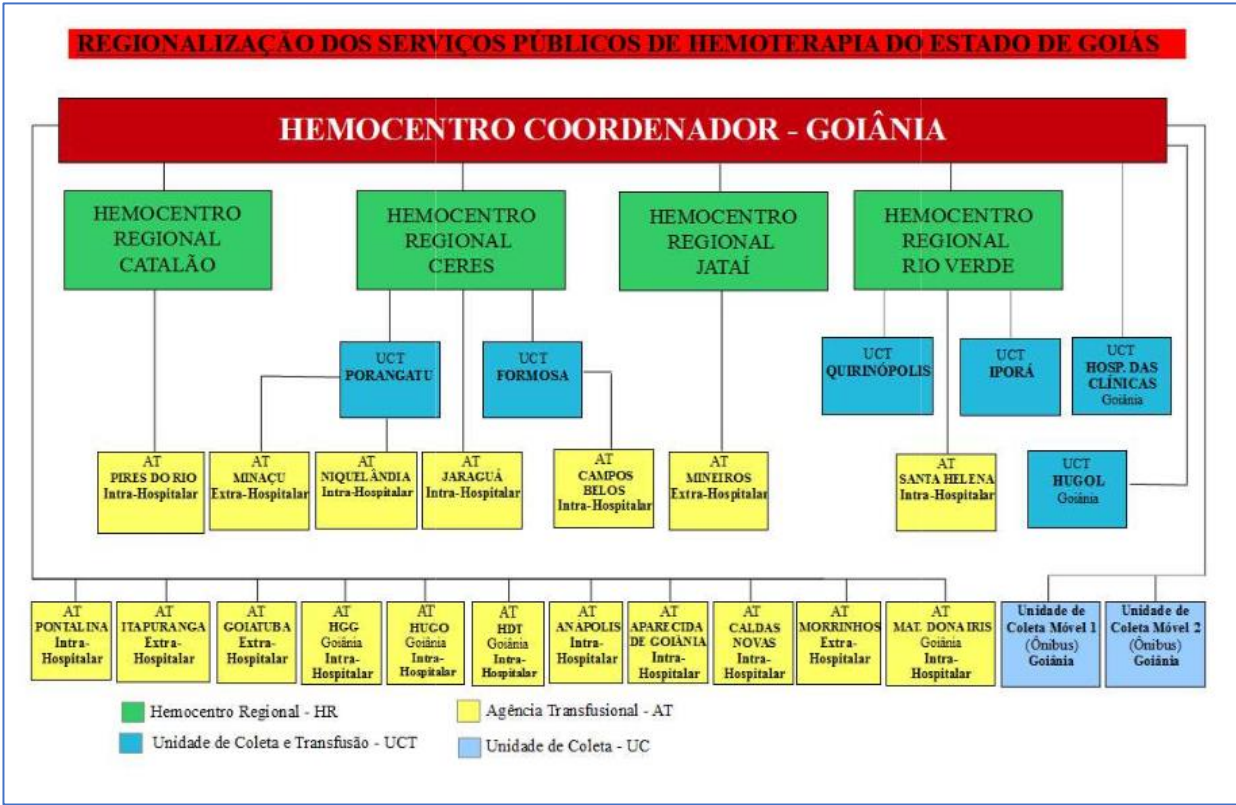 REGIONALIZAÇÃO DOS SERVIÇOS PÚBLICOS DE HEMOTERAPIA DO ESTADO DE GOIÁS
HEMOCENTRO COORDENADOR - GOIÂNIA
HEMOCENTRO
REGIONAL
CATALÃO
HEMOCENTRO
REGIONAL
CERES
HEMOCENTRO
REGIONAL
JATAÍ
HEMOCENTRO
REGIONAL
RIO VERDE
UCT
PORANGATU
UCT
FORMOSA
UCT
QUIRINÓPOLIS
UCT
IPORÁ
UCT
HOSP. DAS
CLÍNICAS
Goiânia
AT
PIRES DO RIO
Intra-Hospitalar
AT
MINAÇU
Extra-Hospitalar
AT
NIQUELÂNDIA
Intra-Hospitalar
AT
JARAGUÁ
Intra-Hospitalar
AT
CAMPOS
BELOS
Intra-Hospitalar
AT
MINEIROS
Extra-Hospitalar
AT
SANTA HELENA
Intra-Hospitalar
UCT
HUGOL
Goiânia
AT
PONTALINA
Intra-
Hospitalar
AT
ITAPURANGA
Extra-
Hospitalar
AT
GOIATUBA
Extra-
Hospitalar
AT
HGG
Goiânia
Intra-
Hospitalar
AT
HUGO
Goiânia
Intra-
Hospitalar
AT
HDT
Goiânia
Intra-
Hospitalar
AT
ANÁPOLIS
Intra-
Hospitalar
AT
APARECIDA
DE GOIÂNIA
Intra-
Hospitalar
AT
CALDAS
NOVAS
Intra-
Hospitalar
AT
MORRINHOS
Extra-
Hospitalar
AT
MAT. DONA IRIS
Goiânia
Intra-
Hospitalar
Unidade de
Coleta Móvel 1
(Ônibus)
Goiânia
Unidade de
Coleta Móvel 2
(Ônibus)
Goiânia
Hemocentro Regional - HR
Agência Transfusional - AT
Unidade de Coleta e Transfusão - UCT
Unidade de Coleta - UC